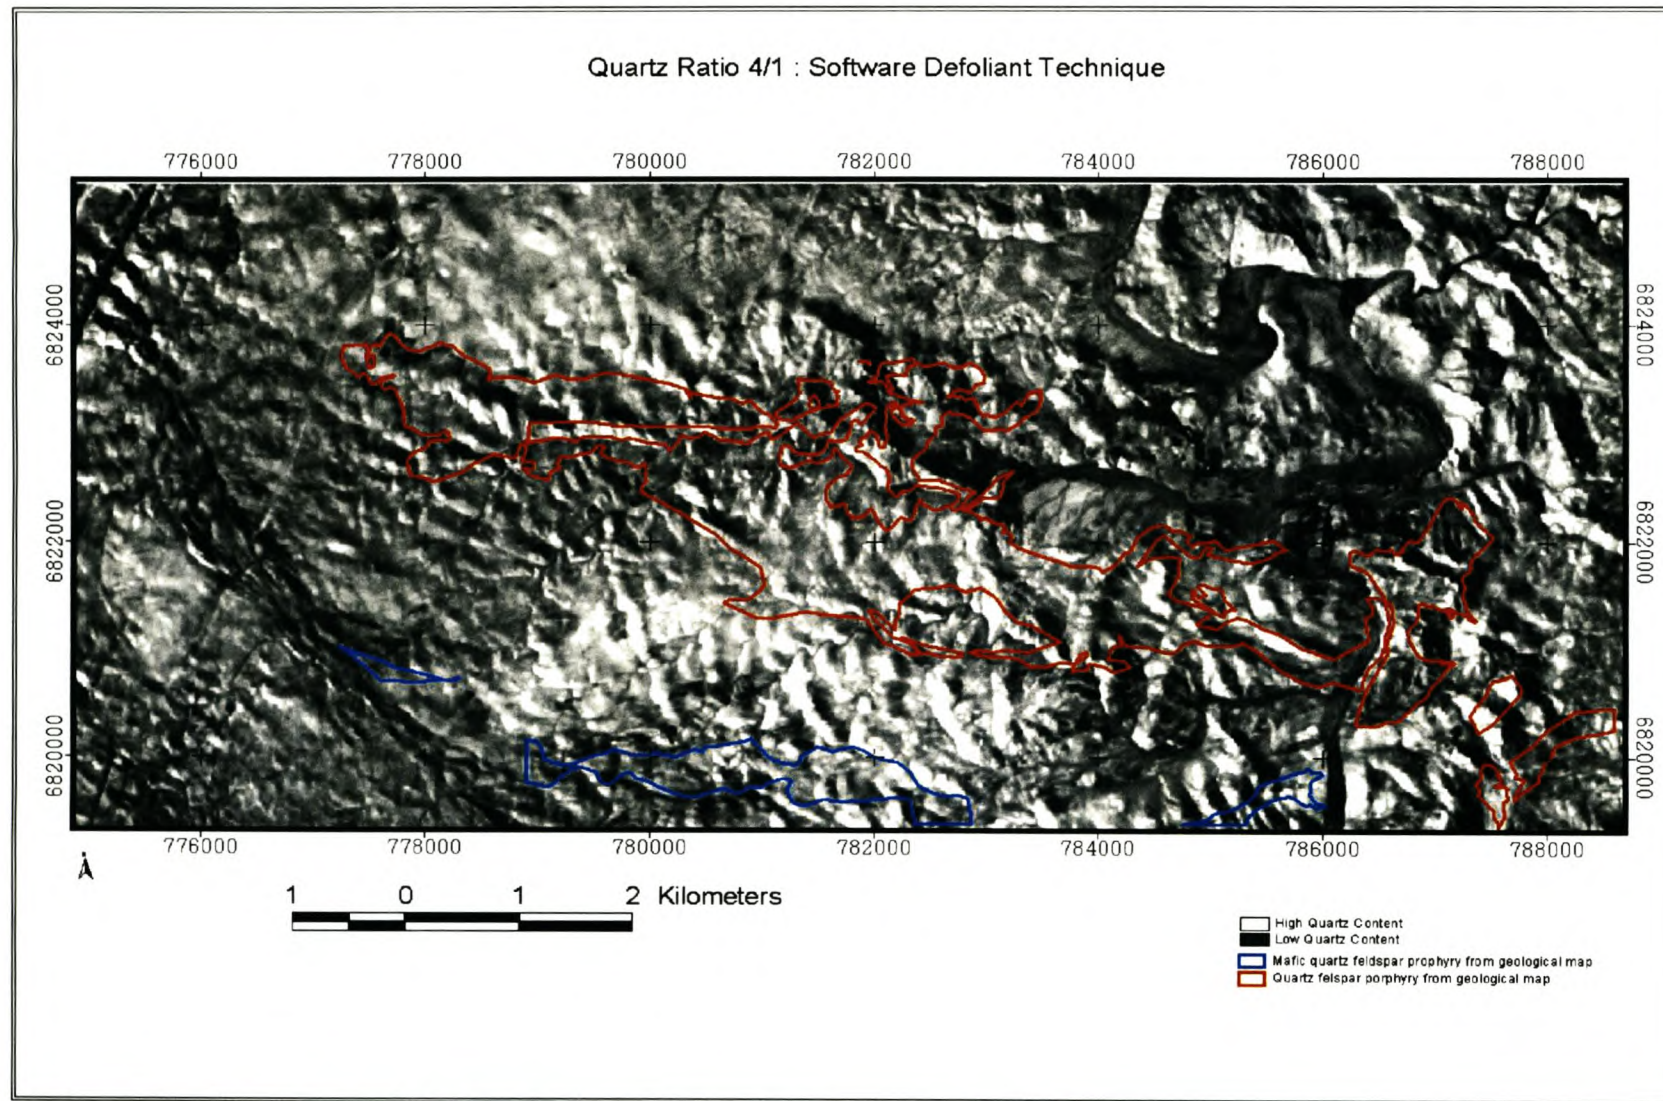 Quartz Ratio 4/1 : Software Defoliant Technique
776000 778000 780000 782000 784000 786000 788000
6824000 6824000
6822000 6822000
6820000 6820000
776000 778000 780000 782000 784000 786000 788000
1 0 1 2 Kilometers
High Quartz Content
Low Quartz Content
Mafic quartz feldspar prophyry from geological map
Quartz felspar porphyry from geological map